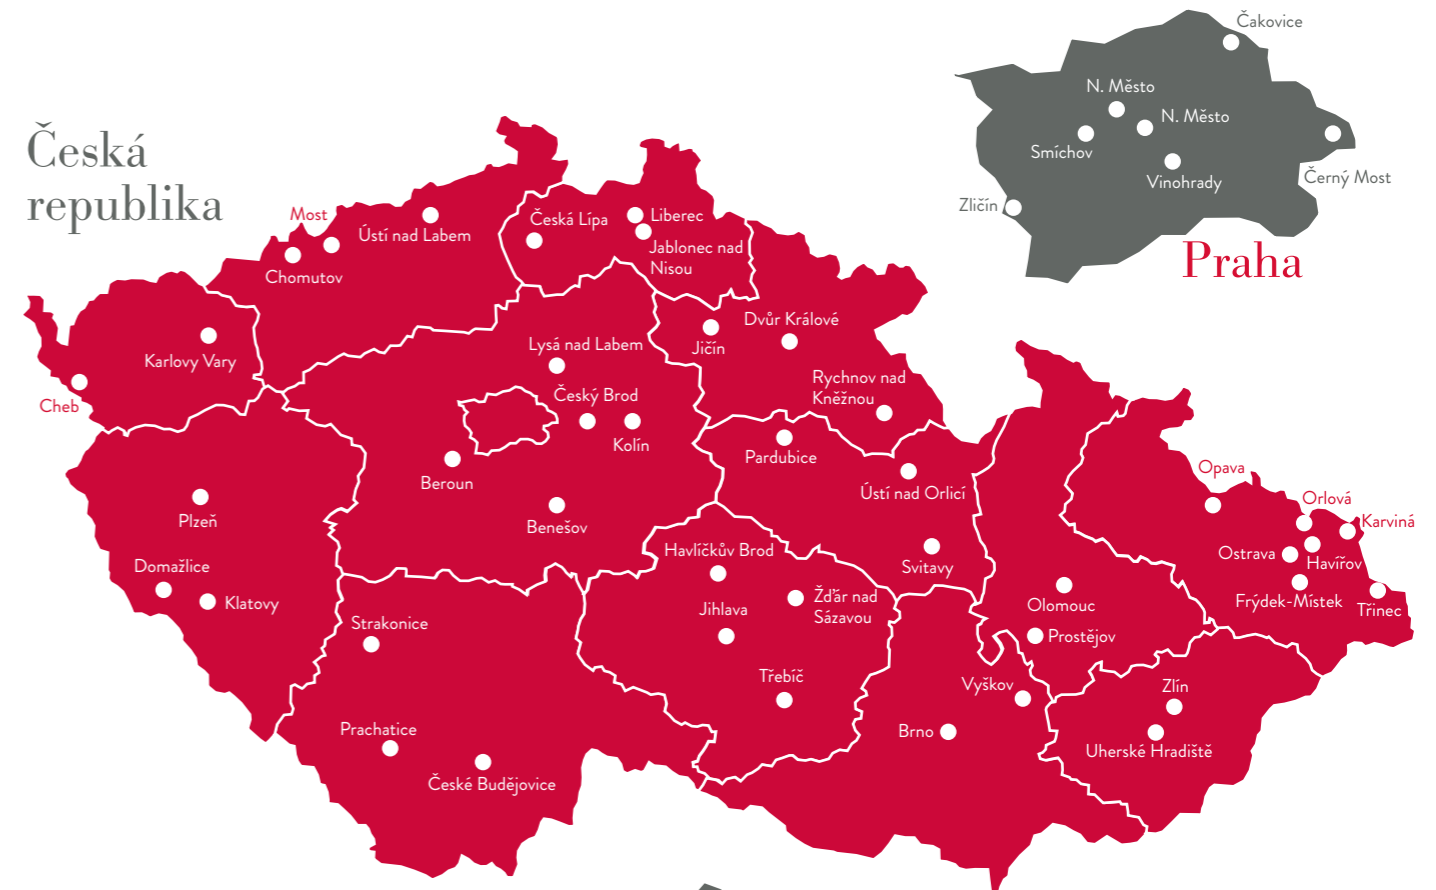 Česká
republika
Čakovice
N. Město
N. Město
Smíchov
Vinohrady
Černý Most
Zličín
Praha
Most
Ústí nad Labem
Chomutov
Česká Lípa
Liberec
Jablonec nad
Nisou
Karlovy Vary
Cheb
Lysá nad Labem
Český Brod
Kolín
Beroun
Benešov
Jičín
Dvůr Králové
Rychnov nad
Kněžnou
Pardubice
Ústí nad Orlicí
Svitavy
Plzeň
Domažlice
Klatovy
Strakonice
Prachatice
České Budějovice
Havlíčkův Brod
Jihlava
Žďár nad
Sázavou
Třebíč
Brno
Vyškov
Olomouc
Prostějov
Zlín
Uherské Hradiště
Opava
Orlová
Karviná
Ostrava
Havířov
Frýdek-Místek
Třinec